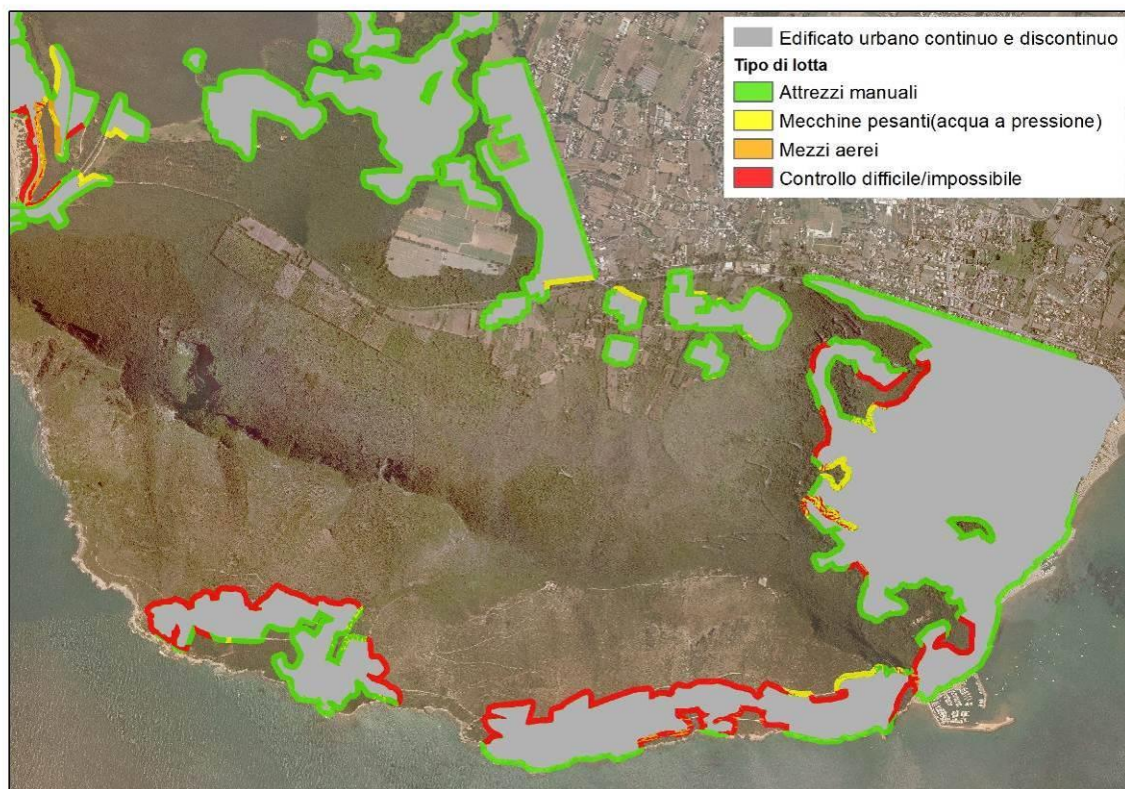 Edificato urbano continuo e discontinuo
Tipo di lotta
Attrezzi manuali
Mecchine pesanti(acqua a pressione)
Mezzi aerei
Controllo difficile/impossibile